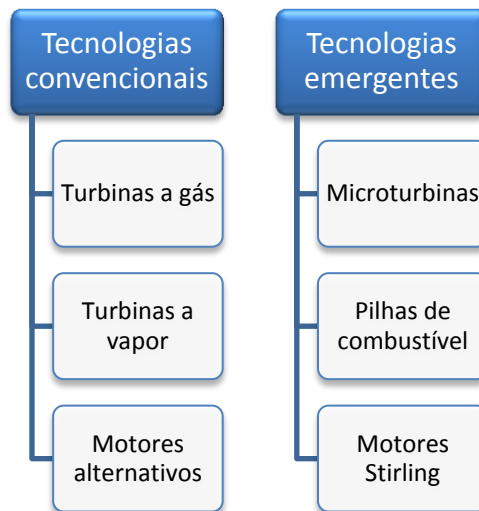 Tecnologias
convencionais
Turbinas a gás
Turbinas a
vapor
Motores
alternativos
Tecnologias
emergentes
Microturbinas
Pilhas de
combustível
Motores
Stirling